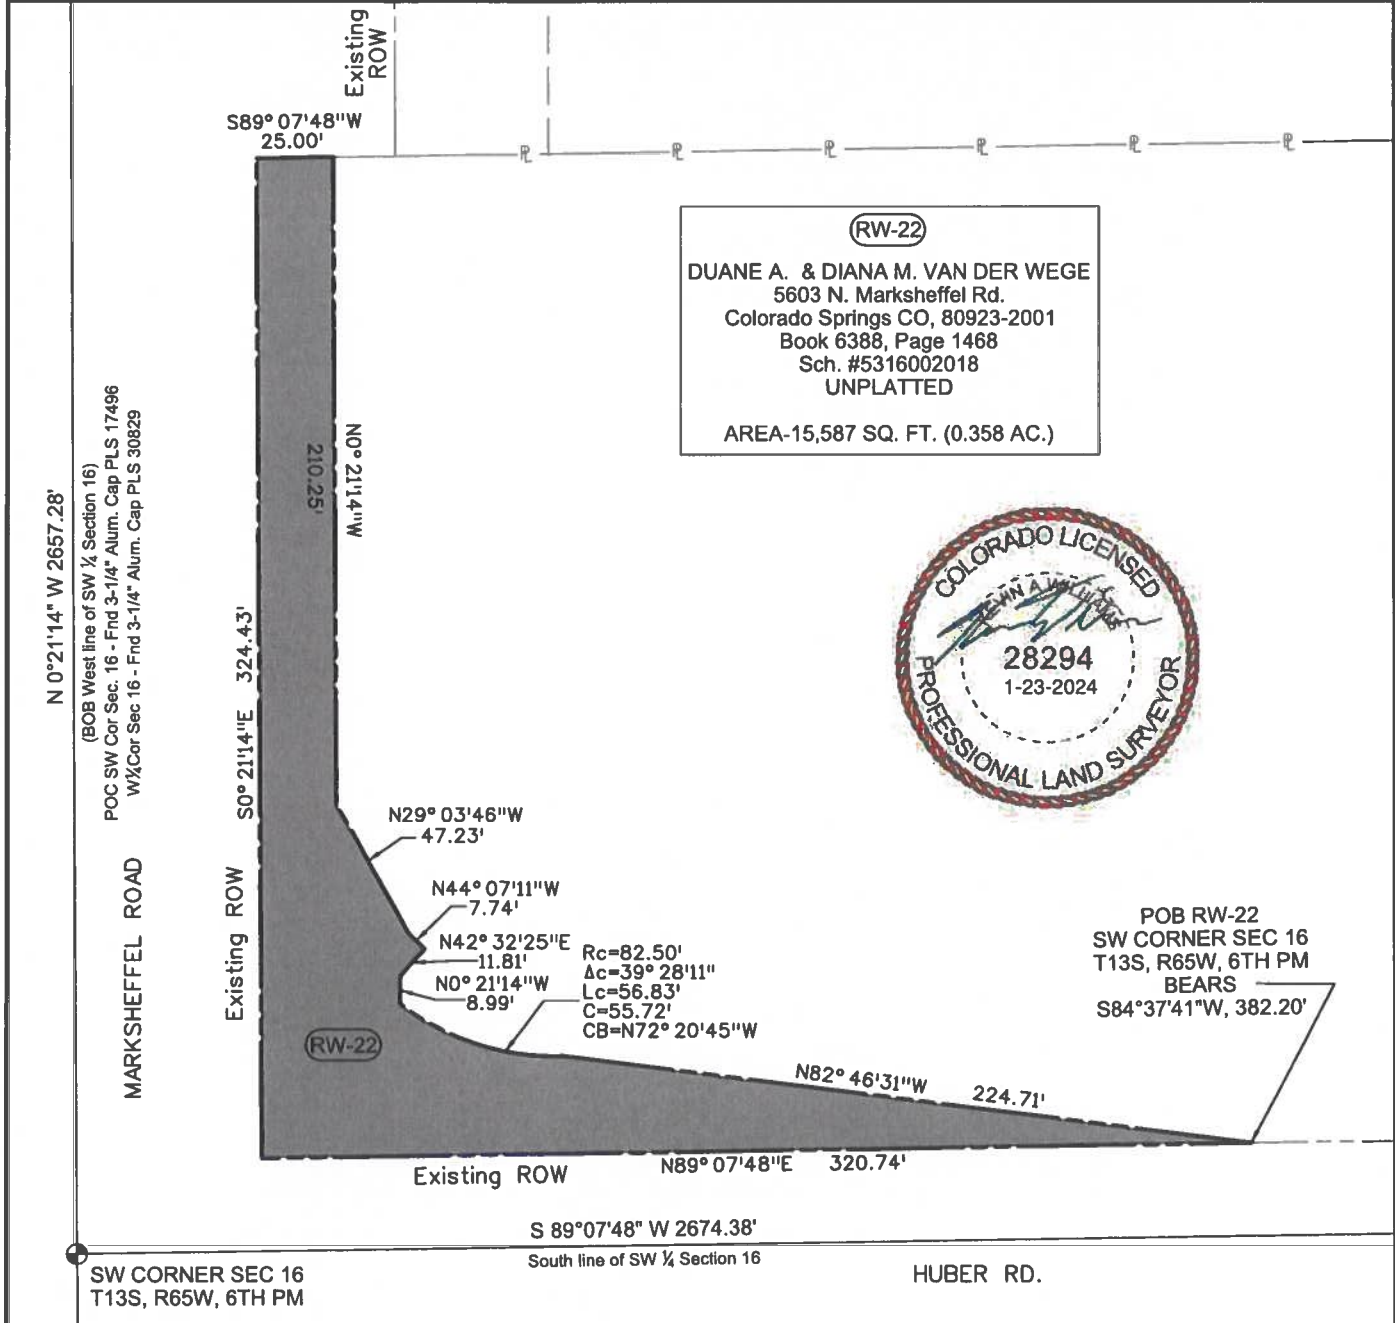 Existing
ROW
S89° 07'48"W
25.00'
PL PL PL PL PL PL
RW-22
DUANE A. & DIANA M. VAN DER WEGE
5603 N. Marksheffel Rd.
Colorado Springs CO, 80923-2001
Book 6388, Page 1468
Sch. #5316002018
UNPLATTED
AREA-15,587 SQ. FT. (0.358 AC.)
N 0°21'14" W 2657.28'
(BOB West line of SW ¼ Section 16)
POC SW Cor Sec. 16 - Fnd 3-1/4" Alum. Cap PLS 17496
W¼Cor Sec 16 - Fnd 3-1/4" Alum. Cap PLS 30829
MARKSHEFFEL ROAD
Existing ROW
S0° 21'14"E 324.43'
N0° 21'14"W
210.25'
COLORADO LICENSED
KEVIN A WILLIAMS
28294
1-23-2024
PROFESSIONAL LAND SURVEYOR
N29° 03'46"W
47.23'
N44° 07'11"W
7.74'
N42° 32'25"E
11.81'
N0° 21'14"W
8.99'
Rc=82.50'
Δc=39° 28'11"
Lc=56.83'
C=55.72'
CB=N72° 20'45"W
POB RW-22
SW CORNER SEC 16
T13S, R65W, 6TH PM
BEARS
S84°37'41"W, 382.20'
RW-22
N82° 46'31"W 224.71'
N89° 07'48"E 320.74'
Existing ROW
S 89°07'48" W 2674.38'
South line of SW ¼ Section 16
SW CORNER SEC 16
T13S, R65W, 6TH PM
HUBER RD.